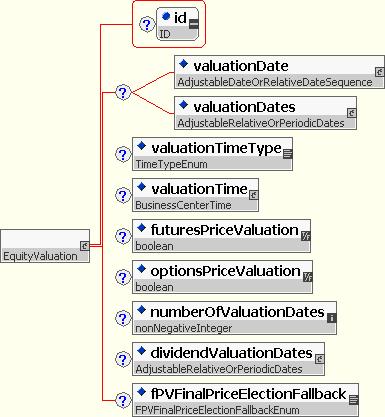 id
ID
valuationDate
AdjustableDateOrRelativeDateSequence
valuationDates
AdjustableRelativeOrPeriodicDates
valuationTimeType
TimeTypeEnum
valuationTime
BusinessCenterTime
EquityValuation
futuresPriceValuation
boolean
optionsPriceValuation
boolean
numberOfValuationDates
nonNegativeInteger
dividendValuationDates
AdjustableRelativeOrPeriodicDates
fPVFinalPriceElectionFallback
FPVFinalPriceElectionFallbackEnum